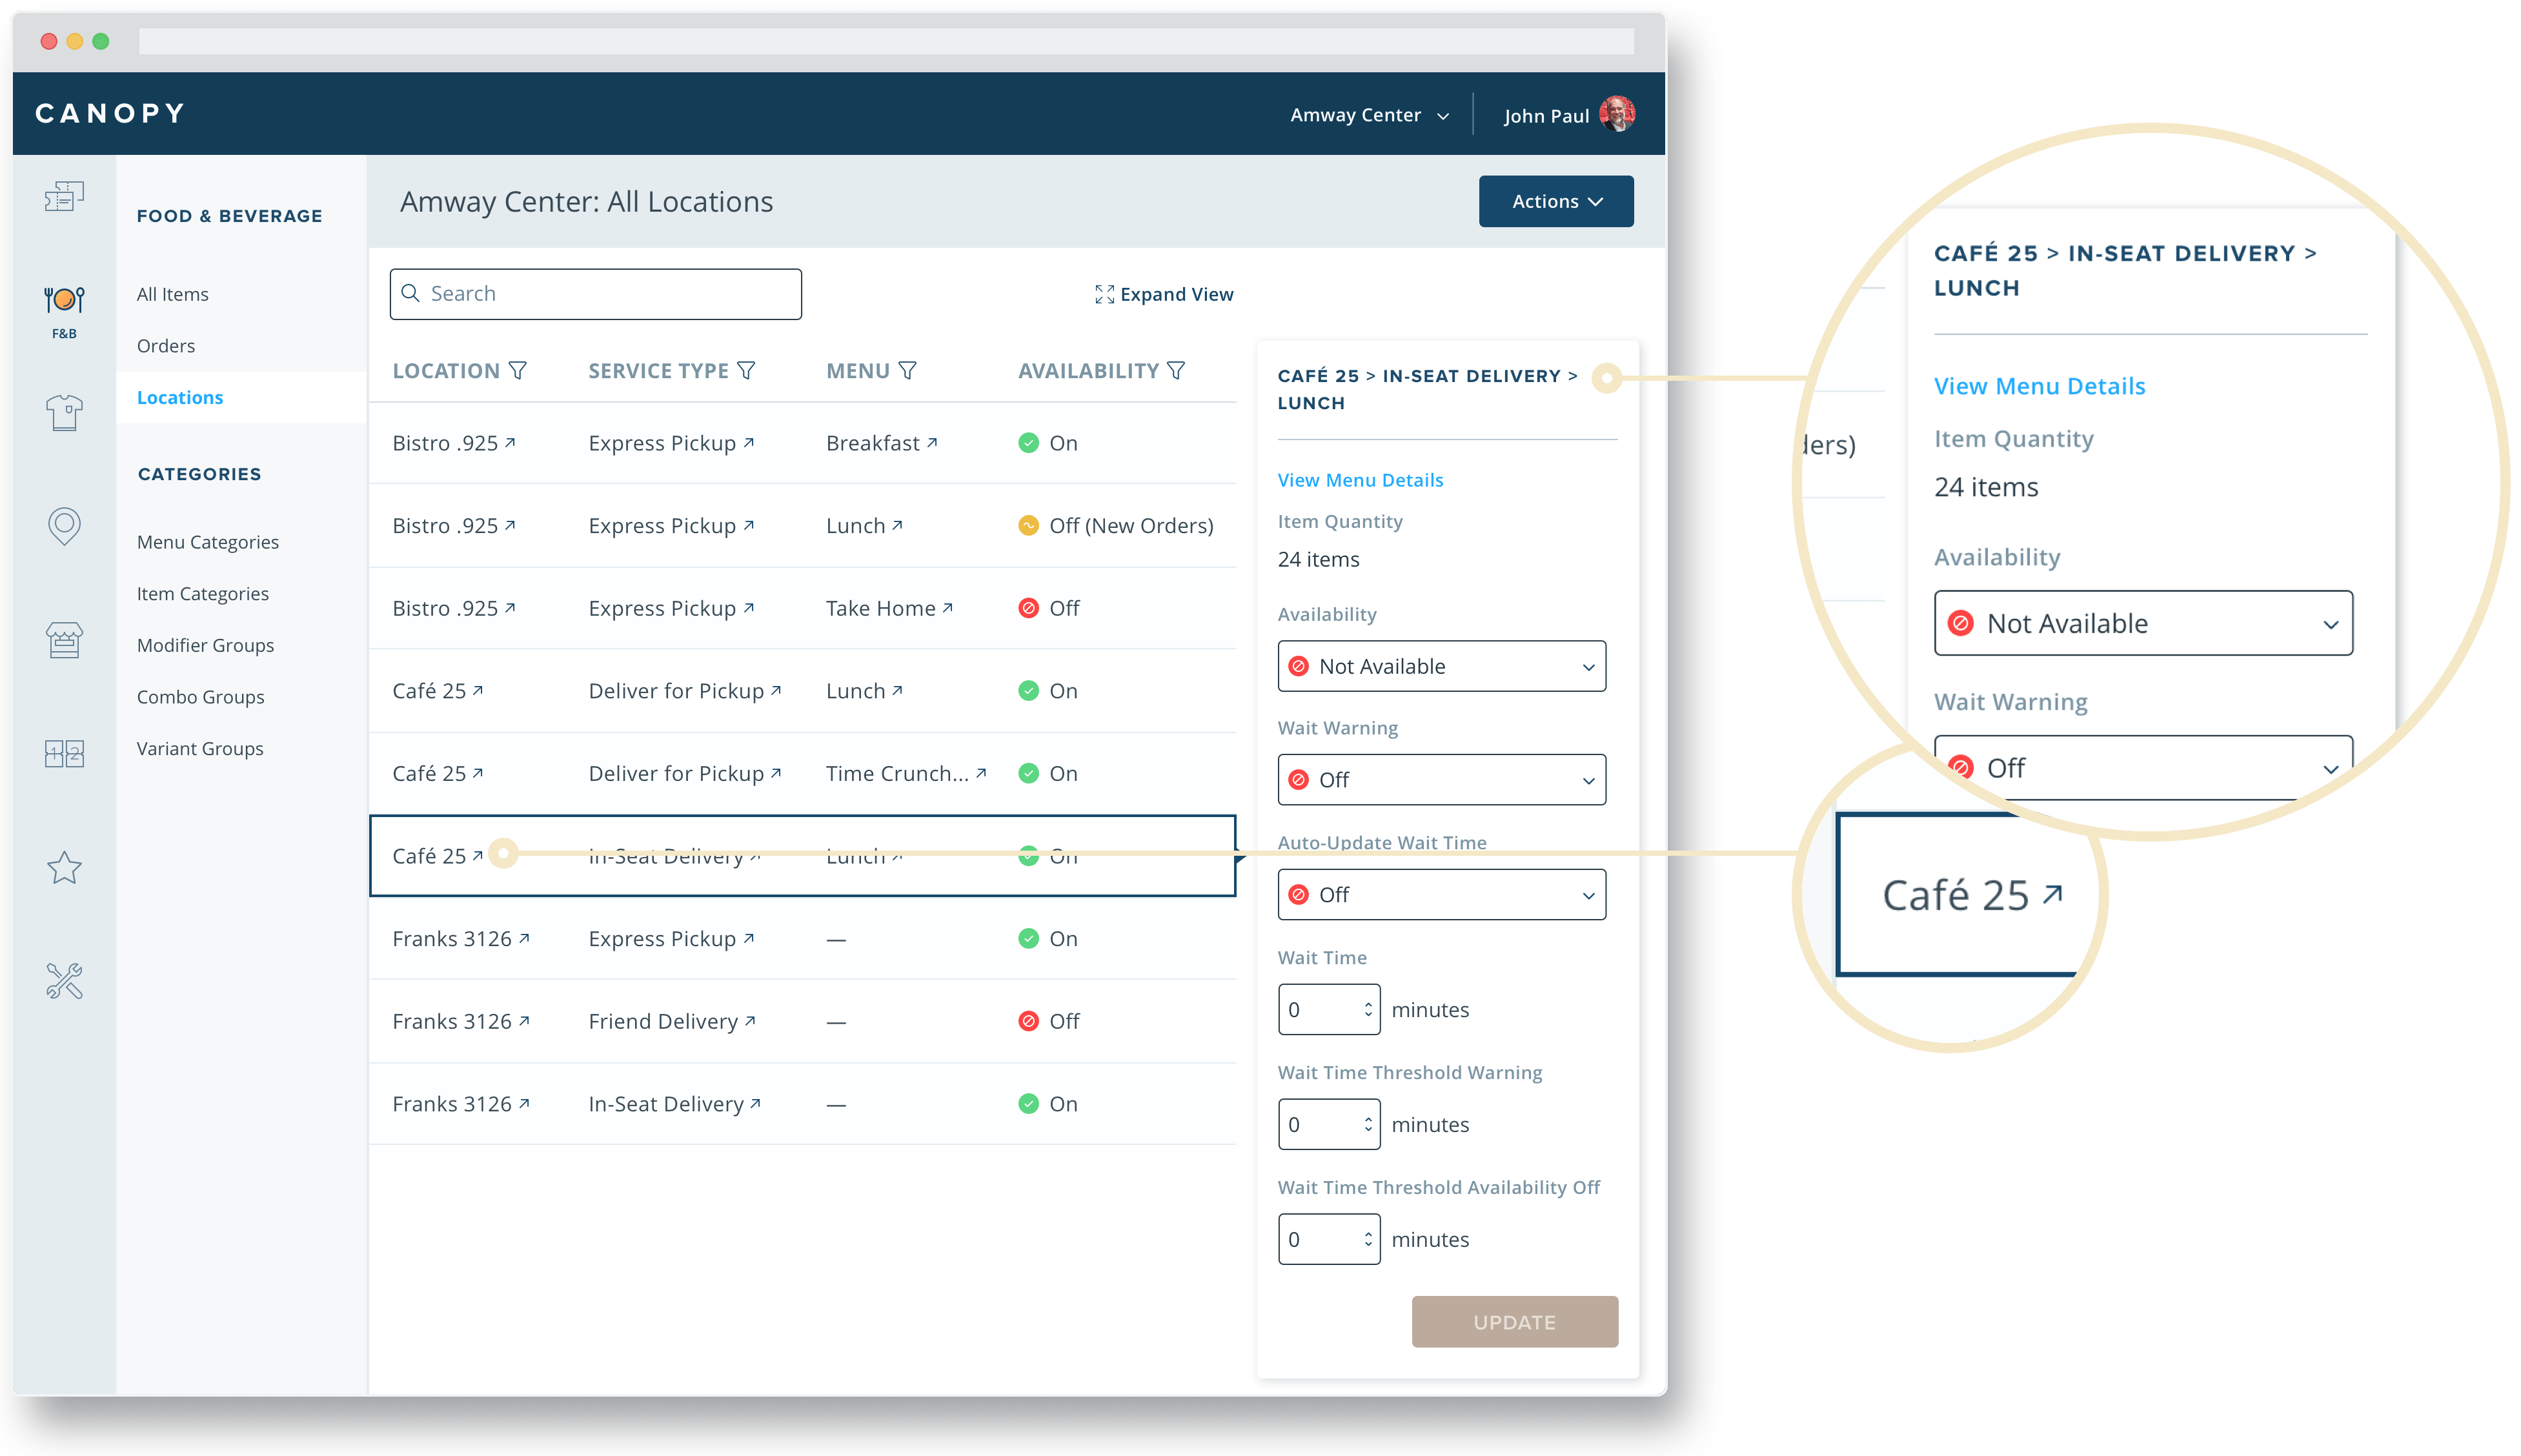 CANOPY
Amway Center
John Paul
FOOD & BEVERAGE
All Items
Orders
Locations
CATEGORIES
Menu Categories
Item Categories
Modifier Groups
Combo Groups
Variant Groups
F&B
1 2
Amway Center: All Locations
Actions
Search
Expand View
LOCATION SERVICE TYPE MENU AVAILABILITY
Bistro .925 Express Pickup Breakfast On
Bistro .925 Express Pickup Lunch Off (New Orders)
Bistro .925 Express Pickup Take Home Off
Café 25 Deliver for Pickup Lunch On
Café 25 Deliver for Pickup Time Crunch... On
Café 25 In-Seat Delivery Lunch On
Franks 3126 Express Pickup — On
Franks 3126 Friend Delivery — Off
Franks 3126 In-Seat Delivery — On
CAFÉ 25 > IN-SEAT DELIVERY >
LUNCH
View Menu Details
Item Quantity
24 items
Availability
Not Available
Wait Warning
Off
Auto-Update Wait Time
Off
Wait Time
0 minutes
Wait Time Threshold Warning
0 minutes
Wait Time Threshold Availability Off
0 minutes
UPDATE
CAFÉ 25 > IN-SEAT DELIVERY >
LUNCH
View Menu Details
Item Quantity
ders)
24 items
Availability
Not Available
Wait Warning
Off
Café 25